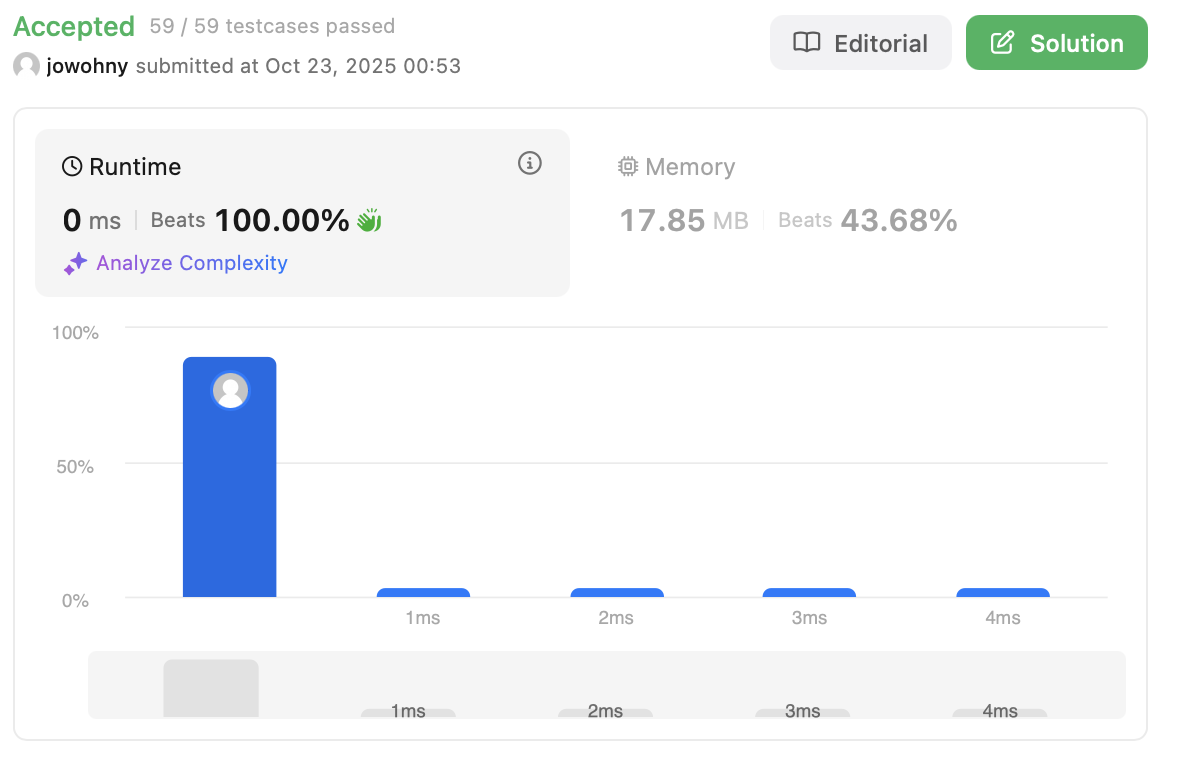 Accepted 59 / 59 testcases passed
jowohny submitted at Oct 23, 2025 00:53
Editorial
Solution
Runtime
0 ms Beats 100.00%
Analyze Complexity
Memory
17.85 MB Beats 43.68%
100%
50%
0%
1ms 2ms 3ms 4ms
1ms 2ms 3ms 4ms